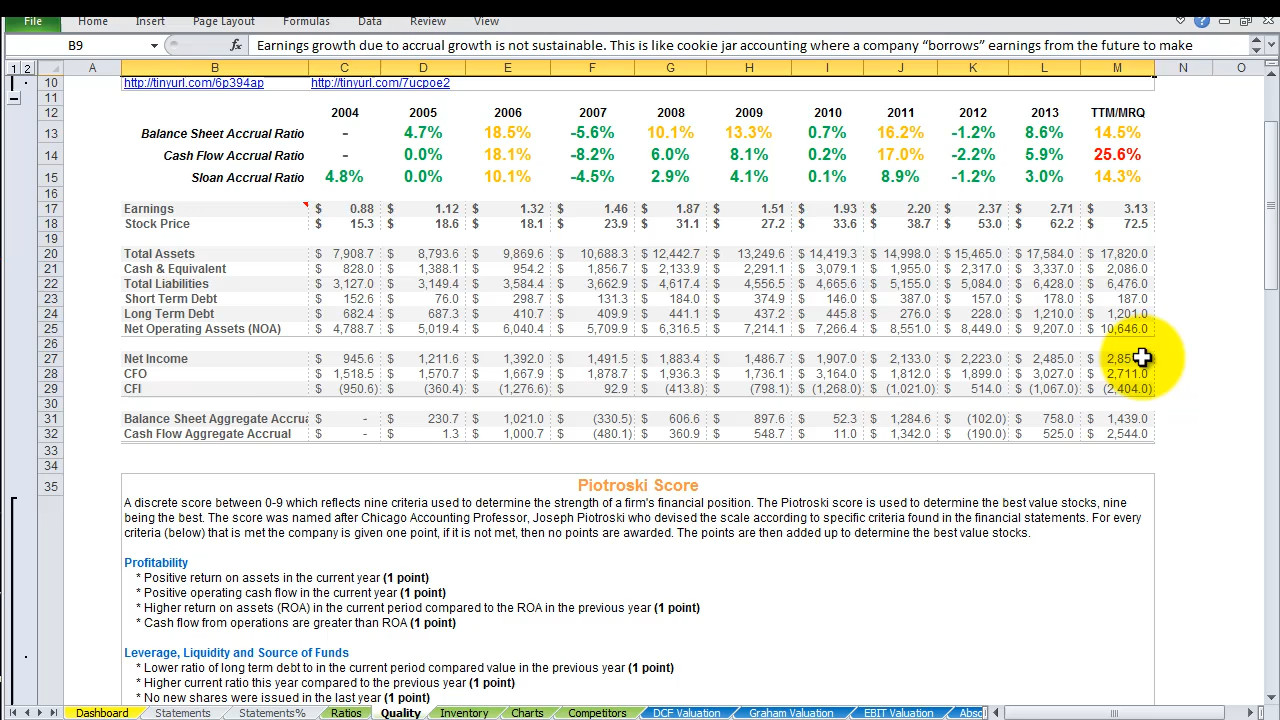 File Home Insert Page Layout Formulas Data Review View
B9 fx Earnings growth due to accrual growth is not sustainable. This is like cookie jar accounting where a company “borrows” earnings from the future to make
1 2 A B C D E F G H I J K L M N O
10 http://tinyurl.com/6p394ap http://tinyurl.com/7ucpoe2
11
12 2004 2005 2006 2007 2008 2009 2010 2011 2012 2013 TTM/MRQ
13 Balance Sheet Accrual Ratio - 4.7% 18.5% -5.6% 10.1% 13.3% 0.7% 16.2% -1.2% 8.6% 14.5%
14 Cash Flow Accrual Ratio - 0.0% 18.1% -8.2% 6.0% 8.1% 0.2% 17.0% -2.2% 5.9% 25.6%
15 Sloan Accrual Ratio 4.8% 0.0% 10.1% -4.5% 2.9% 4.1% 0.1% 8.9% -1.2% 3.0% 14.3%
16
17 Earnings $ 0.88 $ 1.12 $ 1.32 $ 1.46 $ 1.87 $ 1.51 $ 1.93 $ 2.20 $ 2.37 $ 2.71 $ 3.13
18 Stock Price $ 15.3 $ 18.6 $ 18.1 $ 23.9 $ 31.1 $ 27.2 $ 33.6 $ 38.7 $ 53.0 $ 62.2 $ 72.5
19
20 Total Assets $ 7,908.7 $ 8,793.6 $ 9,869.6 $ 10,688.3 $ 12,442.7 $ 13,249.6 $ 14,419.3 $ 14,998.0 $ 15,465.0 $ 17,584.0 $ 17,820.0
21 Cash & Equivalent $ 828.0 $ 1,388.1 $ 954.2 $ 1,856.7 $ 2,133.9 $ 2,291.1 $ 3,079.1 $ 1,955.0 $ 2,317.0 $ 3,337.0 $ 2,086.0
22 Total Liabilities $ 3,127.0 $ 3,149.4 $ 3,584.4 $ 3,662.9 $ 4,617.4 $ 4,556.5 $ 4,665.6 $ 5,155.0 $ 5,084.0 $ 6,428.0 $ 6,476.0
23 Short Term Debt $ 152.6 $ 76.0 $ 298.7 $ 131.3 $ 184.0 $ 374.9 $ 146.0 $ 387.0 $ 157.0 $ 178.0 $ 187.0
24 Long Term Debt $ 682.4 $ 687.3 $ 410.7 $ 409.9 $ 441.1 $ 437.2 $ 445.8 $ 276.0 $ 228.0 $ 1,210.0 $ 1,201.0
25 Net Operating Assets (NOA) $ 4,788.7 $ 5,019.4 $ 6,040.4 $ 5,709.9 $ 6,316.5 $ 7,214.1 $ 7,266.4 $ 8,551.0 $ 8,449.0 $ 9,207.0 $ 10,646.0
26
27 Net Income $ 945.6 $ 1,211.6 $ 1,392.0 $ 1,491.5 $ 1,883.4 $ 1,486.7 $ 1,907.0 $ 2,133.0 $ 2,223.0 $ 2,485.0 $
28 CFO $ 1,518.5 $ 1,570.7 $ 1,667.9 $ 1,878.7 $ 1,936.3 $ 1,736.1 $ 3,164.0 $ 1,812.0 $ 1,899.0 $ 3,027.0 $ 2,711.0
29 CFI $ (950.6) $ (360.4) $ (1,276.6) $ 92.9 $ (413.8) $ (798.1) $ (1,268.0) $ (1,021.0) $ 514.0 $ (1,067.0) $ (2,404.0)
30
31 Balance Sheet Aggregate Accrua $ - $ 230.7 $ 1,021.0 $ (330.5) $ 606.6 $ 897.6 $ 52.3 $ 1,284.6 $ (102.0) $ 758.0 $ 1,439.0
32 Cash Flow Aggregate Accrual $ - $ 1.3 $ 1,000.7 $ (480.1) $ 360.9 $ 548.7 $ 11.0 $ 1,342.0 $ (190.0) $ 525.0 $ 2,544.0
33
34
35 Piotroski Score
A discrete score between 0-9 which reflects nine criteria used to determine the strength of a firm's financial position. The Piotroski score is used to determine the best value stocks, nine
being the best. The score was named after Chicago Accounting Professor, Joseph Piotroski who devised the scale according to specific criteria found in the financial statements. For every
criteria (below) that is met the company is given one point, if it is not met, then no points are awarded. The points are then added up to determine the best value stocks.
Profitability
* Positive return on assets in the current year (1 point)
* Positive operating cash flow in the current year (1 point)
* Higher return on assets (ROA) in the current period compared to the ROA in the previous year (1 point)
* Cash flow from operations are greater than ROA (1 point)
Leverage, Liquidity and Source of Funds
* Lower ratio of long term debt to in the current period compared value in the previous year (1 point)
* Higher current ratio this year compared to the previous year (1 point)
* No new shares were issued in the last year (1 point)
Dashboard Statements Statements% Ratios Quality Inventory Charts Competitors DCF Valuation Graham Valuation EBIT Valuation Absc